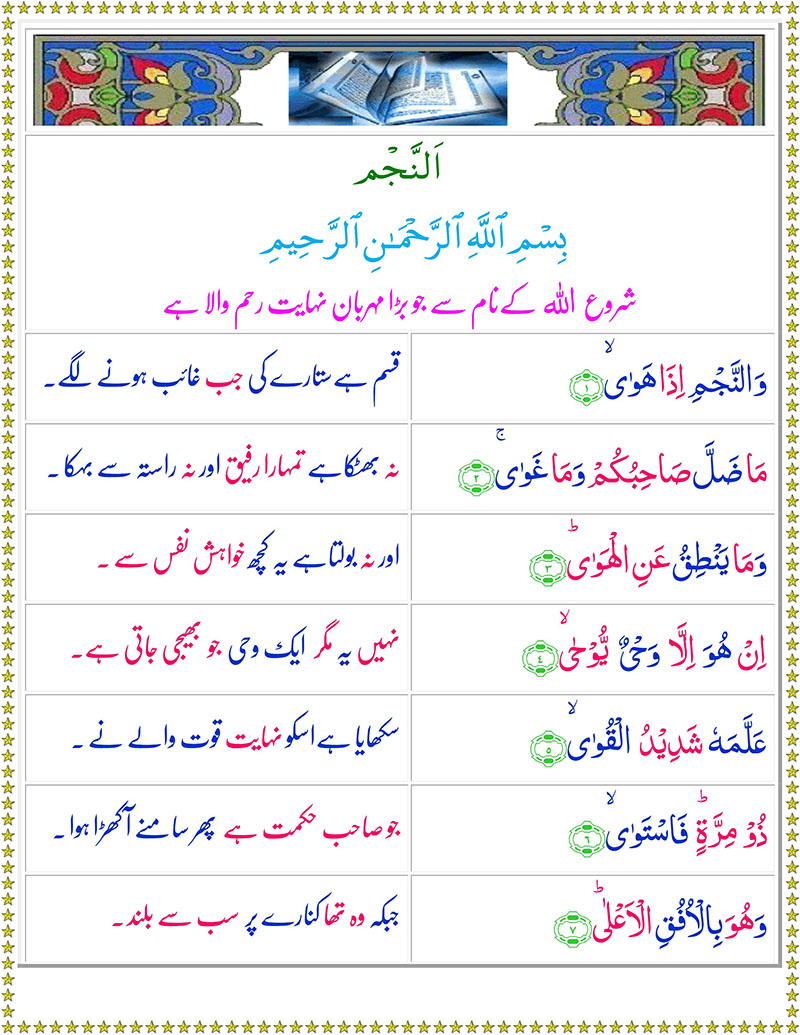 اَلنَّجْم
بِسْمِ ٱللَّهِ ٱلرَّحْمَـٰنِ ٱلرَّحِيمِ
شروع اللہ کے نام سے جو بڑا مہربان نہایت رحم والا ہے
وَالنَّجْمِ اِذَا هَوٰىۙ ۝۱ قسم ہے ستارے کی جب غائب ہونے لگے۔
مَا ضَلَّ صَاحِبُكُمْ وَمَا غَوٰىۚ ۝۲ نہ بھٹکا ہے تمہارا رفیق اور نہ راستہ سے بہکا۔
وَمَا يَنْطِقُ عَنِ الْهَوٰىؕ ۝۳ اور نہ بولتا ہے یہ کچھ خواہش نفس سے ۔
اِنْ هُوَ اِلَّا وَحْىٌ يُّوْحٰىۙ ۝۴ نہیں یہ مگر ایک وحی جو بھیجی جاتی ہے۔
عَلَّمَهٗ شَدِيْدُ الْقُوٰىۙ ۝۵ سکھایا ہے اسکو نہایت قوت والے نے ۔
ذُوْ مِرَّةٍؕ فَاسْتَوٰىۙ ۝۶ جو صاحب حکمت ہے پھر سامنے آ کھڑا ہوا۔
وَهُوَ بِالْاُفُقِ الْاَعْلٰىؕ ۝۷ جبکہ وہ تھا کنارے پر سب سے بلند۔